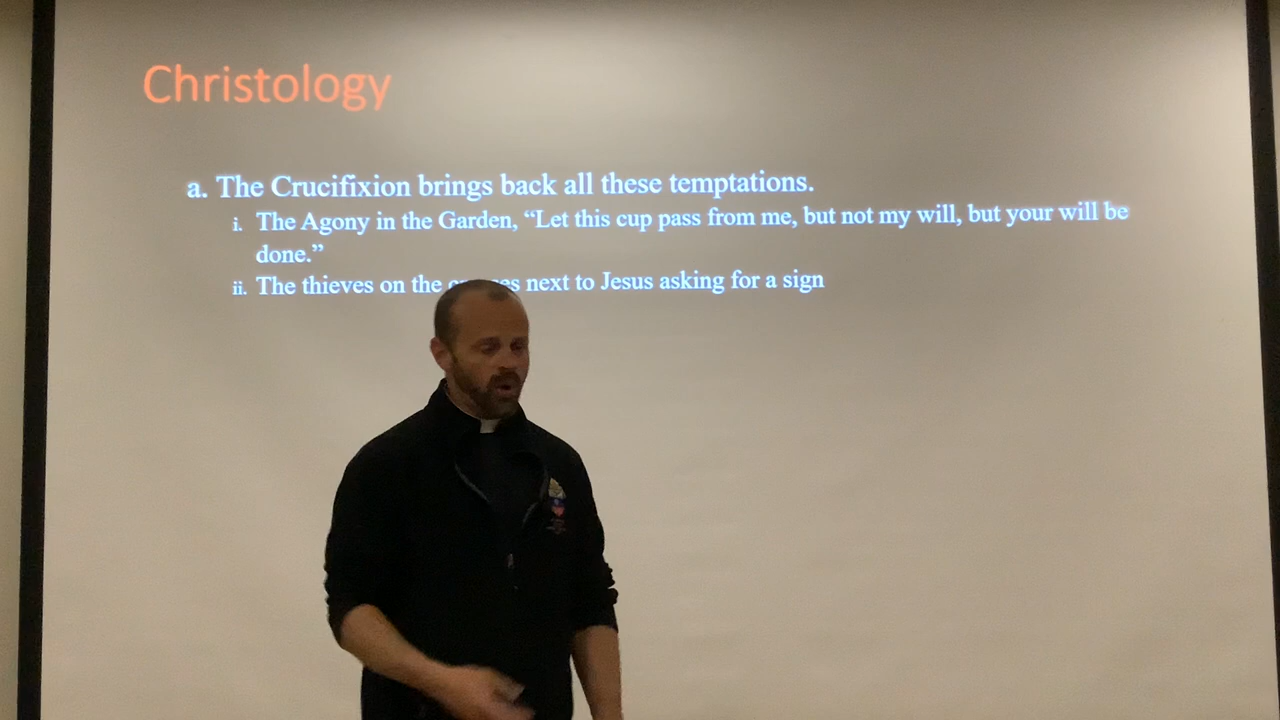 Christology
a. The Crucifixion brings back all these temptations.
i. The Agony in the Garden, “Let this cup pass from me, but not my will, but your will be
done.”
ii. The thieves on the next to Jesus asking for a sign